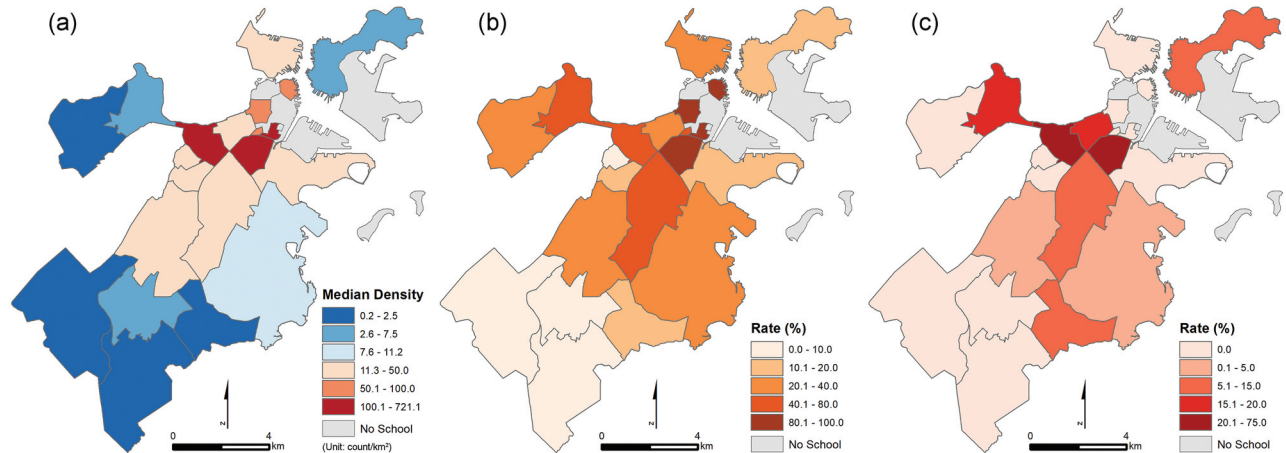 (a)
Median Density
0.2 - 2.5
2.6 - 7.5
7.6 - 11.2
11.3 - 50.0
50.1 - 100.0
100.1 - 721.1
No School
(Unit: count/km²)
N
0 4
km
(b)
Rate (%)
0.0 - 10.0
10.1 - 20.0
20.1 - 40.0
40.1 - 80.0
80.1 - 100.0
No School
N
0 4
km
(c)
Rate (%)
0.0
0.1 - 5.0
5.1 - 15.0
15.1 - 20.0
20.1 - 75.0
No School
N
0 4
km